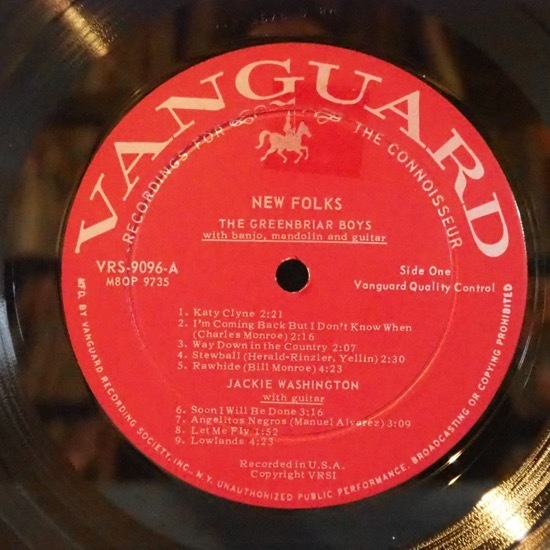 VANGUARD
RECORDINGS FOR THE CONNOISSEUR
NEW FOLKS
THE GREENBRIAR BOYS
with banjo, mandolin and guitar
VRS-9096-A
M8OP 9735
Side One
Vanguard Quality Control
1. Katy Clyne 2:21
2. I'm Coming Back But I Don't Know When
(Charles Monroe) 2:16
3. Way Down in the Country 2:07
4. Stewball (Herald-Rinzler, Yellin) 2:30
5. Rawhide (Bill Monroe) 4:23
JACKIE WASHINGTON
with guitar
6. Soon I Will Be Done 3:16
7. Angelitos Negros (Manuel Alvarez) 3:09
8. Let Me Fly 1:52
9. Lowlands 4:23
Recorded in U.S.A.
Copyright VRSI
MFD. BY VANGUARD RECORDING SOCIETY, INC., N.Y. UNAUTHORIZED PUBLIC PERFORMANCE, BROADCASTING OR COPYING PROHIBITED